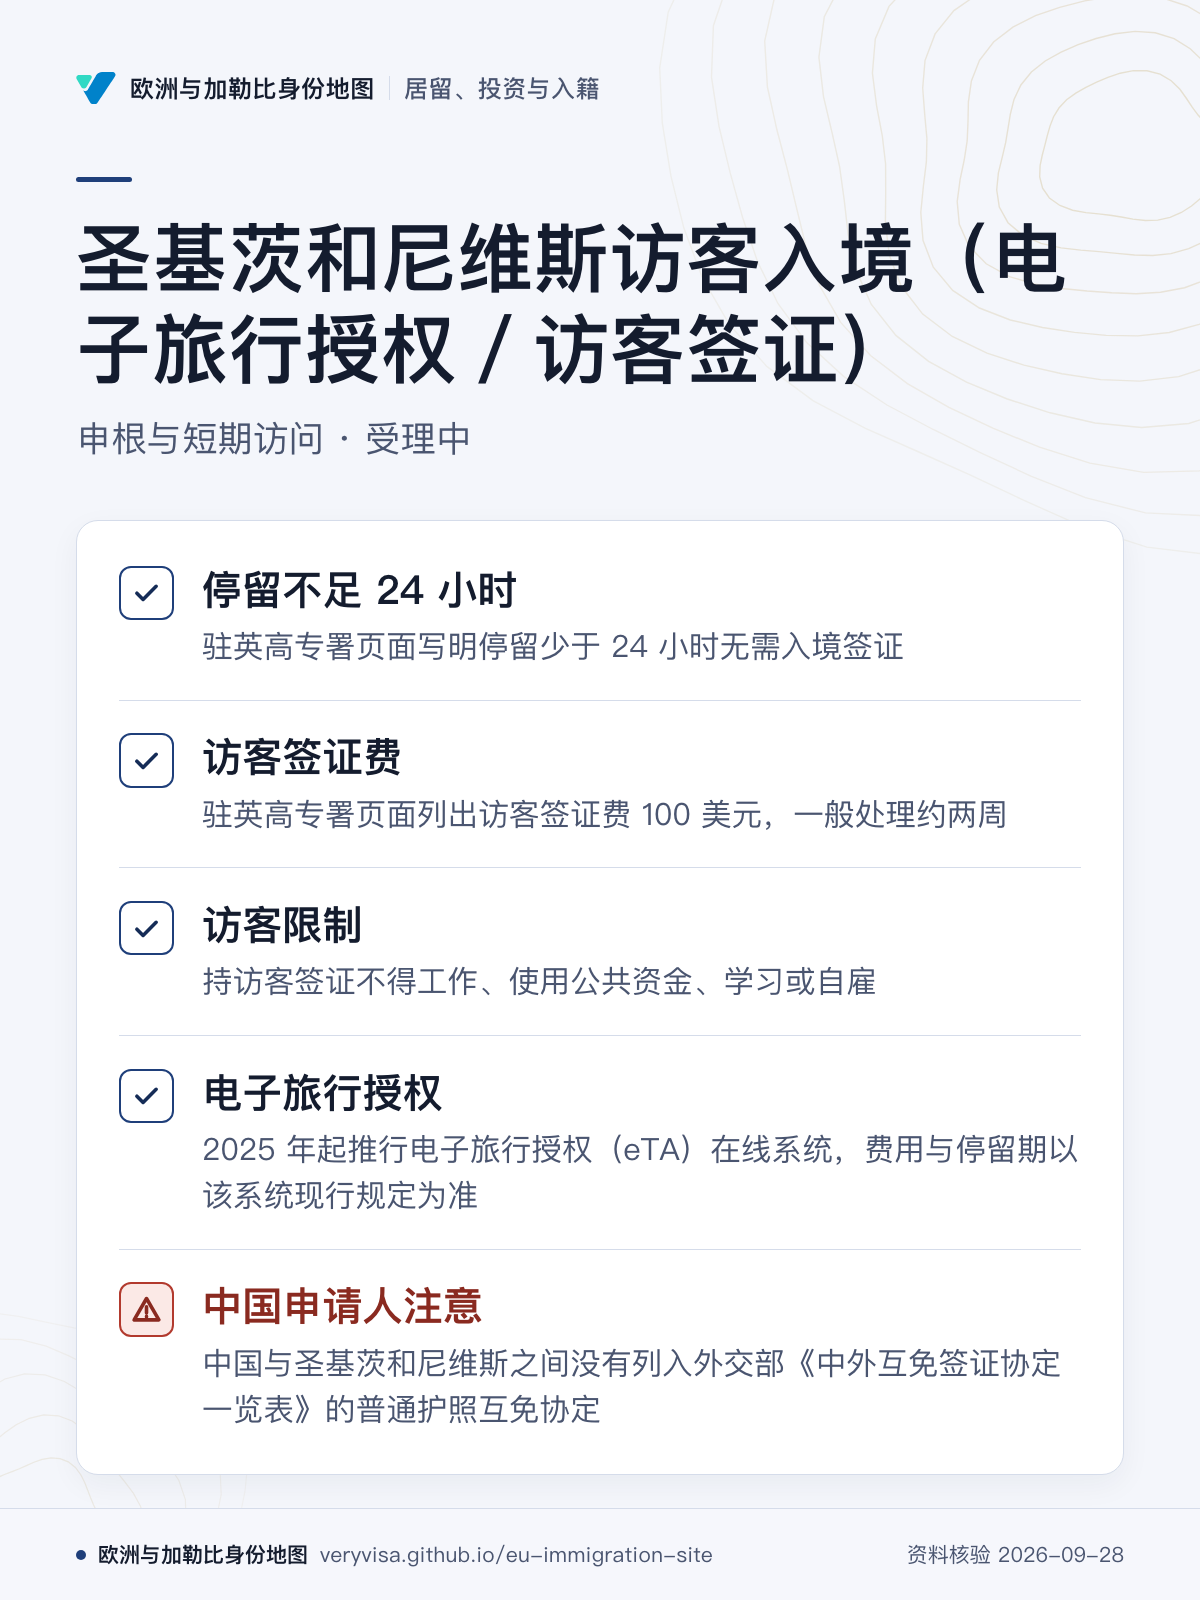 欧洲与加勒比身份地图 居留、投资与入籍
圣基茨和尼维斯访客入境（电
子旅行授权 / 访客签证）
申根与短期访问 · 受理中
停留不足 24 小时
驻英高专署页面写明停留少于 24 小时无需入境签证
访客签证费
驻英高专署页面列出访客签证费 100 美元，一般处理约两周
访客限制
持访客签证不得工作、使用公共资金、学习或自雇
电子旅行授权
2025 年起推行电子旅行授权（eTA）在线系统，费用与停留期以
该系统现行规定为准
中国申请人注意
中国与圣基茨和尼维斯之间没有列入外交部《中外互免签证协定
一览表》的普通护照互免协定
欧洲与加勒比身份地图 veryvisa.github.io/eu-immigration-site 资料核验 2026-09-28